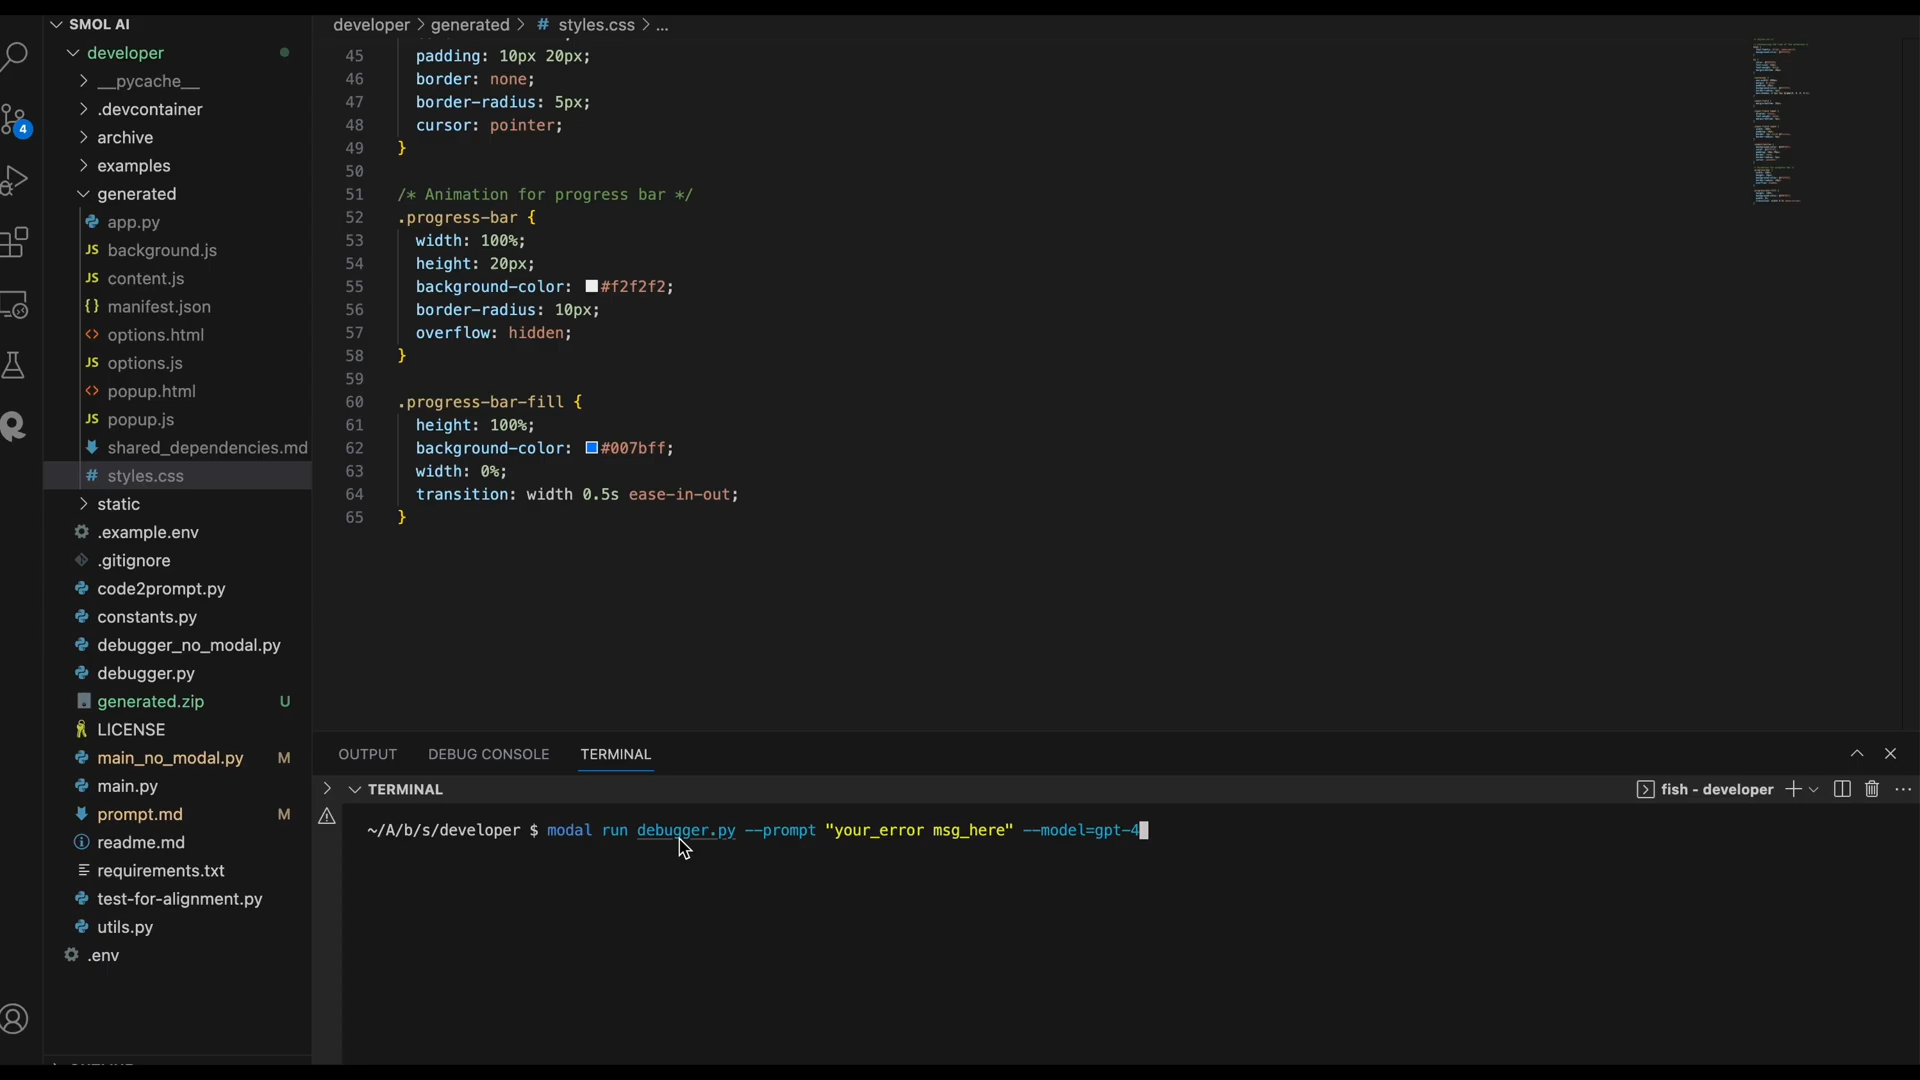 SMOL AI
developer
__pycache__
.devcontainer
archive
examples
generated
app.py
JS background.js
JS content.js
{} manifest.json
<> options.html
JS options.js
<> popup.html
JS popup.js
shared_dependencies.md
# styles.css
static
.example.env
.gitignore
code2prompt.py
constants.py
debugger_no_modal.py
debugger.py
generated.zip U
LICENSE
main_no_modal.py M
main.py
prompt.md M
readme.md
requirements.txt
test-for-alignment.py
utils.py
.env
4
developer > generated > # styles.css > ...
45 padding: 10px 20px;
46 border: none;
47 border-radius: 5px;
48 cursor: pointer;
49 }
50
51 /* Animation for progress bar */
52 .progress-bar {
53 width: 100%;
54 height: 20px;
55 background-color: #f2f2f2;
56 border-radius: 10px;
57 overflow: hidden;
58 }
59
60 .progress-bar-fill {
61 height: 100%;
62 background-color: #007bff;
63 width: 0%;
64 transition: width 0.5s ease-in-out;
65 }
OUTPUT DEBUG CONSOLE TERMINAL
TERMINAL fish - developer
~/A/b/s/developer $ modal run debugger.py --prompt "your_error msg_here" --model=gpt-4